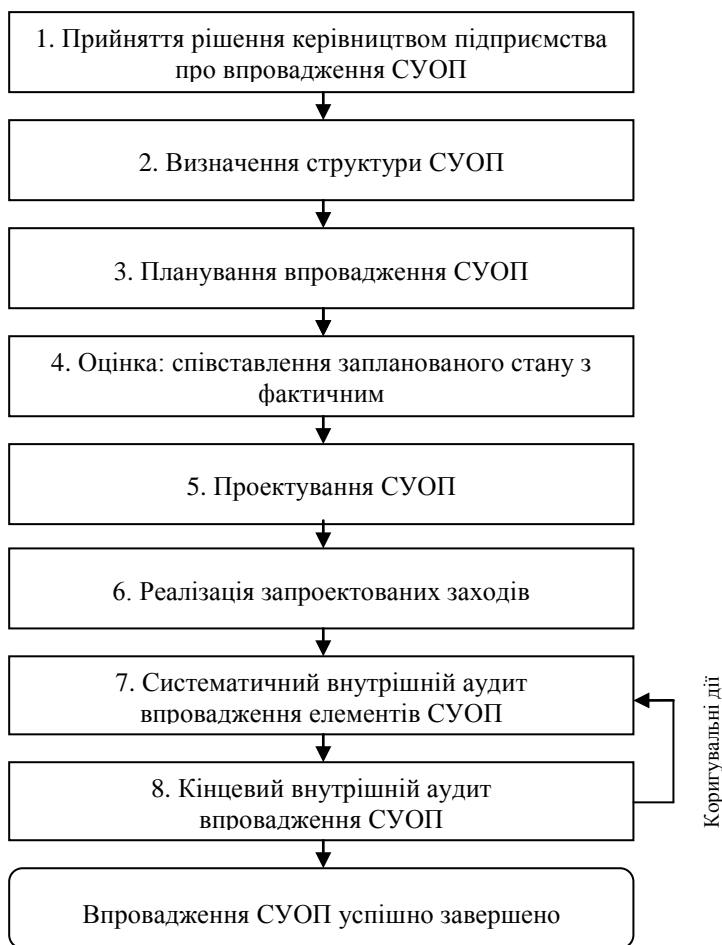 1. Прийняття рішення керівництвом підприємства
про впровадження СУОП
2. Визначення структури СУОП
3. Планування впровадження СУОП
4. Оцінка: співставлення запланованого стану з
фактичним
5. Проектування СУОП
6. Реалізація запроектованих заходів
7. Систематичний внутрішній аудит
впровадження елементів СУОП
8. Кінцевий внутрішній аудит
впровадження СУОП
Коригувальні дії
Впровадження СУОП успішно завершено